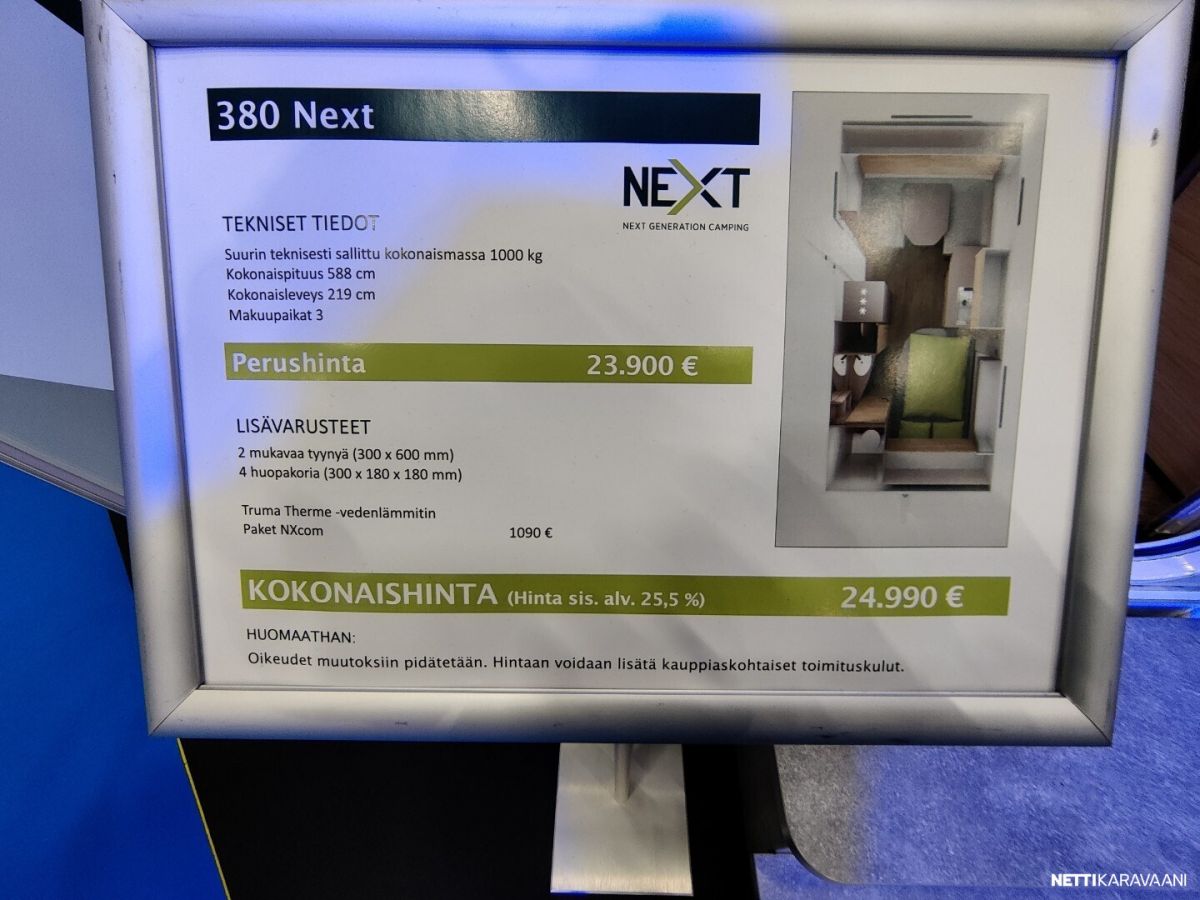 380 Next
NEXT
NEXT GENERATION CAMPING
TEKNISET TIEDOT
Suurin teknisesti sallittu kokonaismassa 1000 kg
Kokonaispituus 588 cm
Kokonaisleveys 219 cm
Makuupaikat 3
Perushinta 23.900 €
LISÄVARUSTEET
2 mukavaa tyynyä (300 x 600 mm)
4 huopakoria (300 x 180 x 180 mm)
Truma Therme -vedenlämmitin
Paket NXcom 1090 €
KOKONAISHINTA (Hinta sis. alv. 25,5 %) 24.990 €
HUOMAATHAN:
Oikeudet muutoksiin pidätetään. Hintaan voidaan lisätä kauppiaskohtaiset toimituskulut.
NETTIKARAVAANI